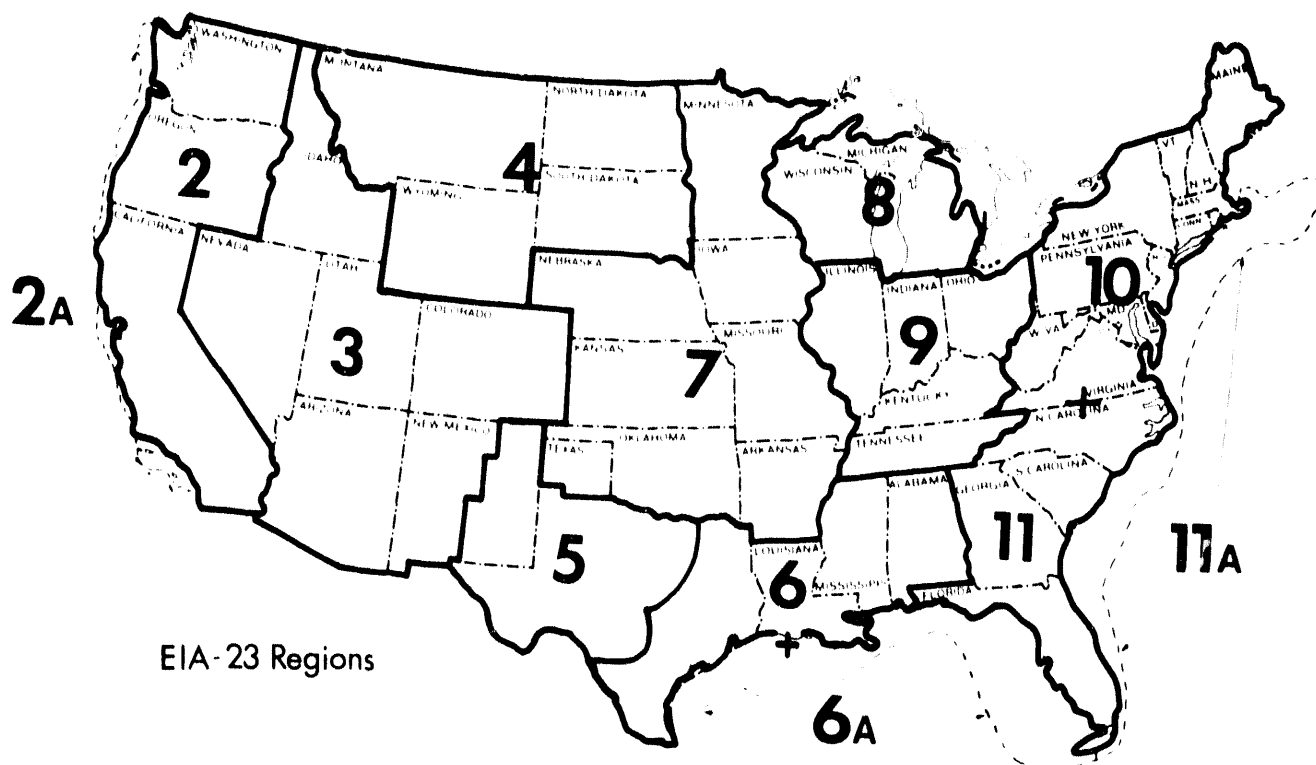 WASHINGTON
MONTANA
NORTH DAKOTA
MINNESOTA
MAINE
OREGON
IDAHO
2
4
WYOMING
SOUTH DAKOTA
WISCONSIN
MICHIGAN
8
VT
N.H.
MASS
CONN
NEW YORK
PENNSYLVANIA
10
CALIFORNIA
NEVADA
UTAH
NEBRASKA
IOWA
ILLINOIS
INDIANA
OHIO
W. VA
MD
2A
3
COLORADO
KANSAS
MISSOURI
7
9
KENTUCKY
VIRGINIA
N CAROLINA
ARIZONA
NEW MEXICO
TEXAS
OKLAHOMA
ARKANSAS
TENNESSEE
S. CAROLINA
ALABAMA
GEORGIA
11
11A
5
LOUISIANA
6
MISSISSIPPI
FLORIDA
EIA-23 Regions
6A